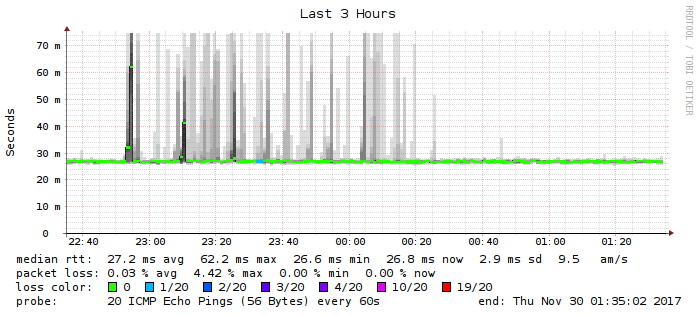 Last 3 Hours
RRDTOOL / TOBI OETIKER
Seconds
70 m
60 m
50 m
40 m
30 m
20 m
10 m
0
22:40 23:00 23:20 23:40 00:00 00:20 00:40 01:00 01:20
median rtt: 27.2 ms avg 62.2 ms max 26.6 ms min 26.8 ms now 2.9 ms sd 9.5 am/s
packet loss: 0.03 % avg 4.42 % max 0.00 % min 0.00 % now
loss color: 0 1/20 2/20 3/20 4/20 10/20 19/20
probe: 20 ICMP Echo Pings (56 Bytes) every 60s end: Thu Nov 30 01:35:02 2017